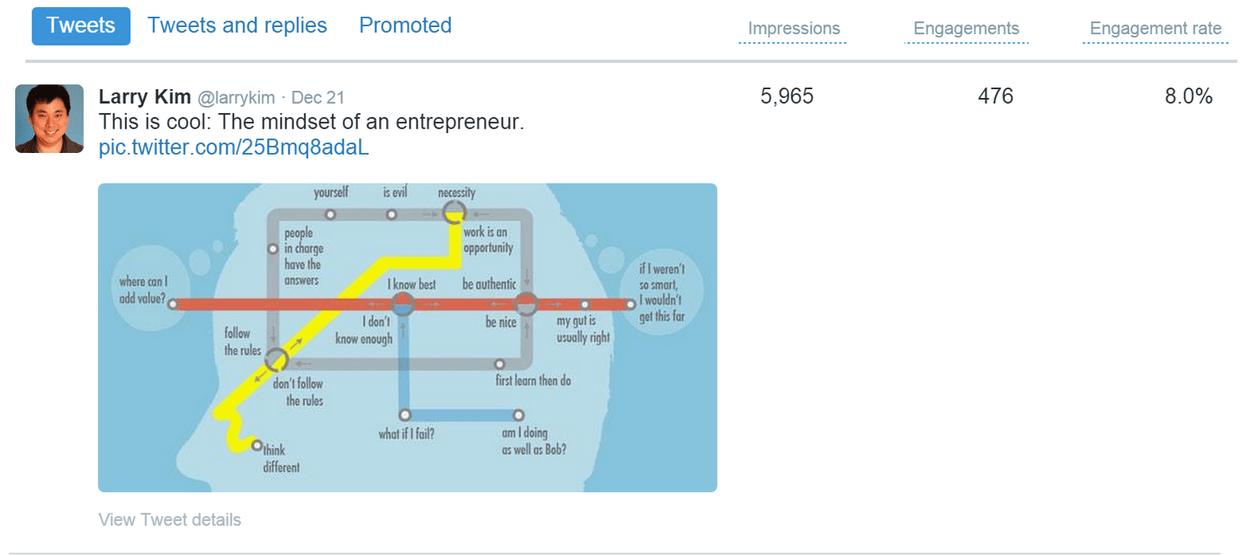 Tweets Tweets and replies Promoted Impressions Engagements Engagement rate
Larry Kim @larrykim · Dec 21 5,965 476 8.0%
This is cool: The mindset of an entrepreneur.
pic.twitter.com/25Bmq8adaL
yourself is evil necessity
people
in charge
have the
answers
work is an
opportunity
where can I
add value?
I know best
be authentic
if I weren't
so smart,
I wouldn't
get this far
I don't
know enough
be nice
my gut is
usually right
follow
the rules
don't follow
the rules
first learn then do
what if I fail?
am I doing
as well as Bob?
think
different
View Tweet details